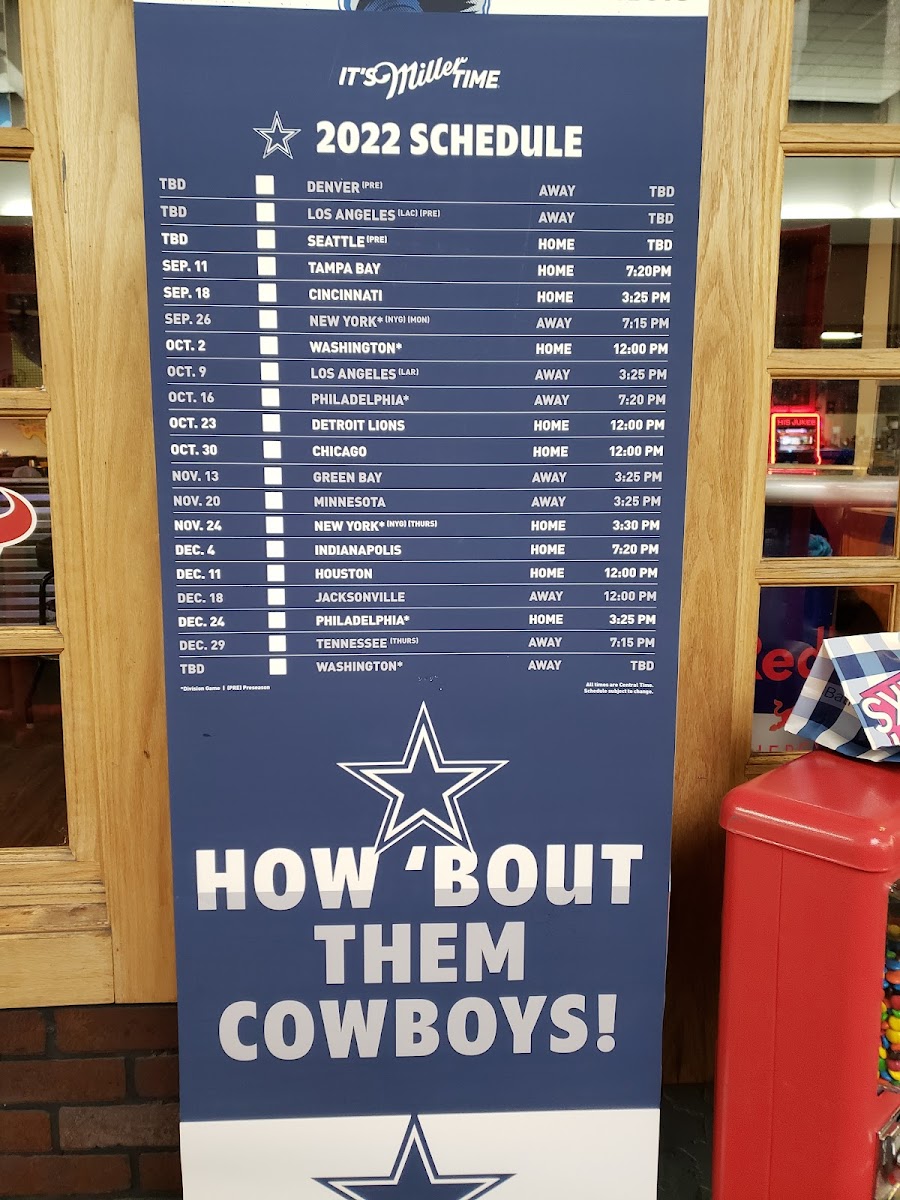 IT'S Miller TIME
2022 SCHEDULE
TBD DENVER (PRE) AWAY TBD
TBD LOS ANGELES (LAC) (PRE) AWAY TBD
TBD SEATTLE (PRE) HOME TBD
SEP. 11 TAMPA BAY HOME 7:20PM
SEP. 18 CINCINNATI HOME 3:25 PM
SEP. 26 NEW YORK* (NYG) (MON) AWAY 7:15 PM
OCT. 2 WASHINGTON* HOME 12:00 PM
OCT. 9 LOS ANGELES (LAR) AWAY 3:25 PM
OCT. 16 PHILADELPHIA* AWAY 7:20 PM
OCT. 23 DETROIT LIONS HOME 12:00 PM
OCT. 30 CHICAGO HOME 12:00 PM
NOV. 13 GREEN BAY AWAY 3:25 PM
NOV. 20 MINNESOTA AWAY 3:25 PM
NOV. 24 NEW YORK* (NYG) (THURS) HOME 3:30 PM
DEC. 4 INDIANAPOLIS HOME 7:20 PM
DEC. 11 HOUSTON HOME 12:00 PM
DEC. 18 JACKSONVILLE AWAY 12:00 PM
DEC. 24 PHILADELPHIA* HOME 3:25 PM
DEC. 29 TENNESSEE (THURS) AWAY 7:15 PM
TBD WASHINGTON* AWAY TBD
*Division Game | (PRE) Preseason
All times are Central Time.
Schedule subject to change.
HOW 'BOUT
THEM
COWBOYS!
Red